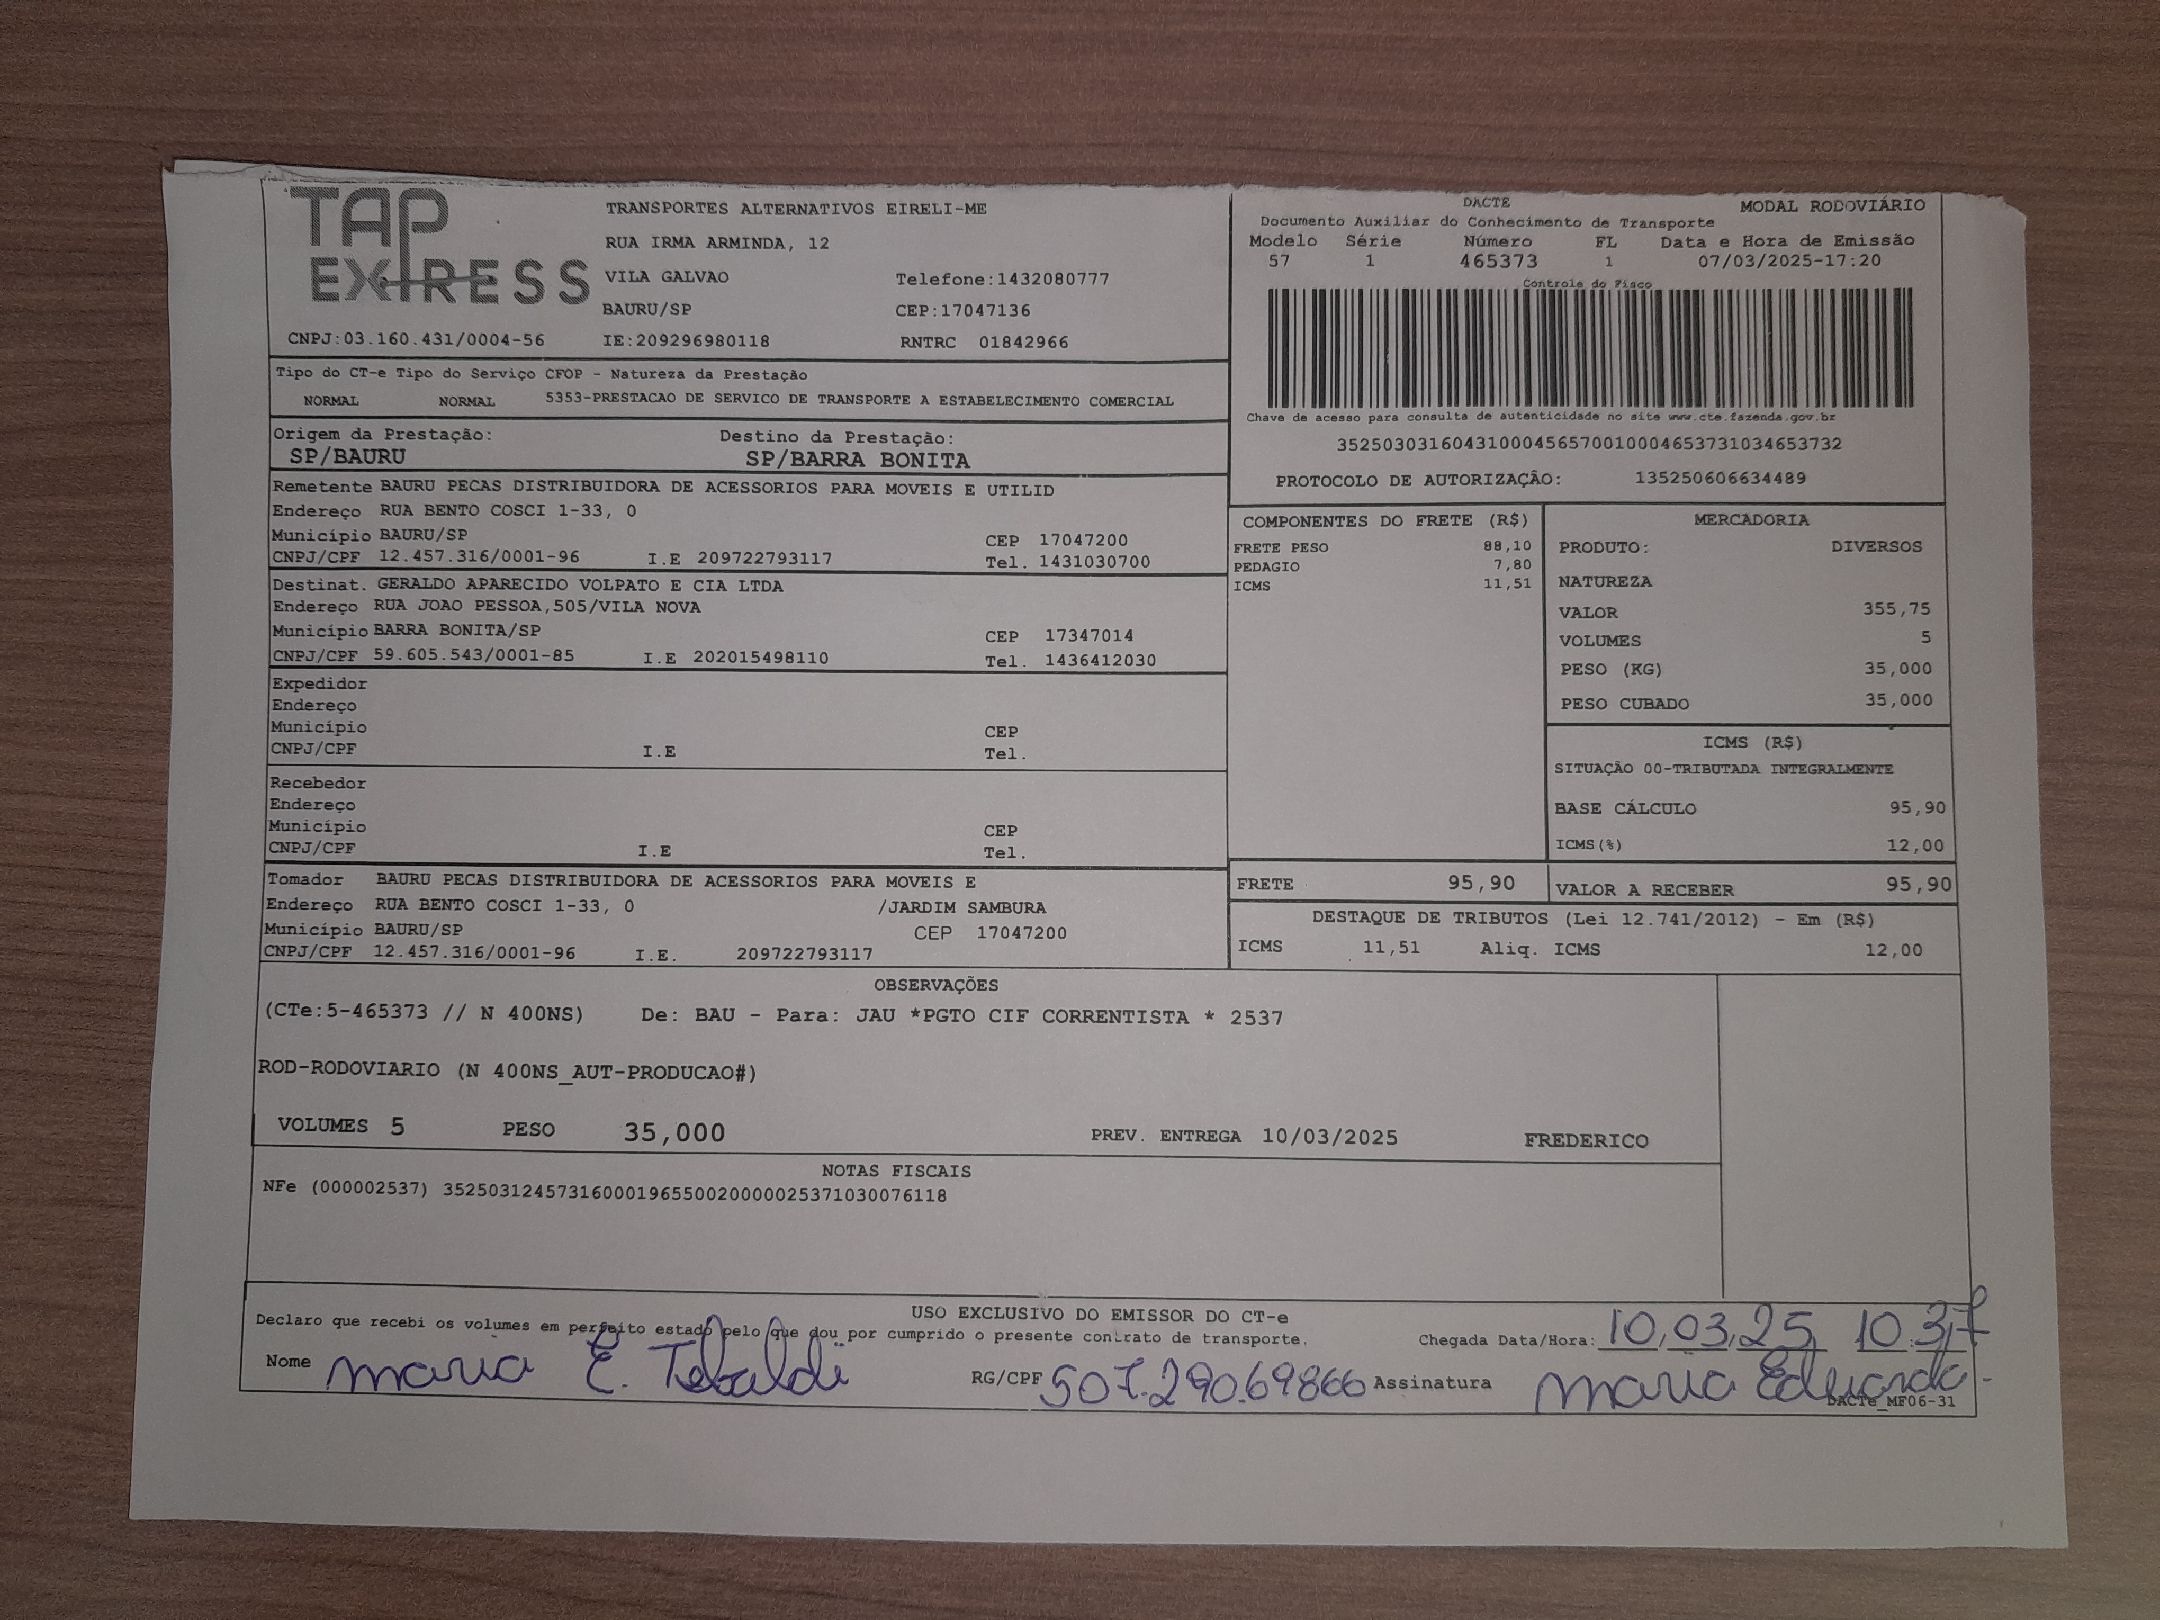 TAP EXPRESS
TRANSPORTES ALTERNATIVOS EIRELI-ME
RUA IRMA ARMINDA, 12
VILA GALVAO Telefone:1432080777
BAURU/SP CEP:17047136
CNPJ:03.160.431/0004-56 IE:209296980118 RNTRC 01842966
DACTE MODAL RODOVIÁRIO
Documento Auxiliar do Conhecimento de Transporte
Modelo Série Número FL Data e Hora de Emissão
57 1 465373 1 07/03/2025-17:20
Controle do Fisco
Chave de acesso para consulta de autenticidade no site www.cte.fazenda.gov.br
35250303160431000456570010004653731034653732
PROTOCOLO DE AUTORIZAÇÃO: 135250606634489
Tipo do CT-e Tipo do Serviço CFOP - Natureza da Prestação
NORMAL NORMAL 5353-PRESTACAO DE SERVICO DE TRANSPORTE A ESTABELECIMENTO COMERCIAL
Origem da Prestação: Destino da Prestação:
SP/BAURU SP/BARRA BONITA
Remetente BAURU PECAS DISTRIBUIDORA DE ACESSORIOS PARA MOVEIS E UTILID
Endereço RUA BENTO COSCI 1-33, 0
Município BAURU/SP CEP 17047200
CNPJ/CPF 12.457.316/0001-96 I.E 209722793117 Tel. 1431030700
Destinat. GERALDO APARECIDO VOLPATO E CIA LTDA
Endereço RUA JOAO PESSOA,505/VILA NOVA
Município BARRA BONITA/SP CEP 17347014
CNPJ/CPF 59.605.543/0001-85 I.E 202015498110 Tel. 1436412030
Expedidor
Endereço
Município CEP
CNPJ/CPF I.E Tel.
Recebedor
Endereço
Município CEP
CNPJ/CPF I.E Tel.
Tomador BAURU PECAS DISTRIBUIDORA DE ACESSORIOS PARA MOVEIS E
Endereço RUA BENTO COSCI 1-33, 0 /JARDIM SAMBURA
Município BAURU/SP CEP 17047200
CNPJ/CPF 12.457.316/0001-96 I.E. 209722793117
COMPONENTES DO FRETE (R$)
FRETE PESO 88,10
PEDAGIO 7,80
ICMS 11,51
MERCADORIA
PRODUTO: DIVERSOS
NATUREZA
VALOR 355,75
VOLUMES 5
PESO (KG) 35,000
PESO CUBADO 35,000
ICMS (R$)
SITUAÇÃO 00-TRIBUTADA INTEGRALMENTE
BASE CÁLCULO 95,90
ICMS(%) 12,00
FRETE 95,90 VALOR A RECEBER 95,90
DESTAQUE DE TRIBUTOS (Lei 12.741/2012) - Em (R$)
ICMS 11,51 Aliq. ICMS 12,00
OBSERVAÇÕES
(CTe:5-465373 // N 400NS) De: BAU - Para: JAU *PGTO CIF CORRENTISTA * 2537
ROD-RODOVIARIO (N 400NS_AUT-PRODUCAO#)
VOLUMES 5 PESO 35,000 PREV. ENTREGA 10/03/2025 FREDERICO
NOTAS FISCAIS
NFe (000002537) 35250312457316000196550020000025371030076118
USO EXCLUSIVO DO EMISSOR DO CT-e
Declaro que recebi os volumes em perfeito estado pelo que dou por cumprido o presente contrato de transporte. Chegada Data/Hora: 10,03,25 10:37
Nome maria E. Tebaldi RG/CPF 507.290.69866 Assinatura maria Eduarda.
DACTe_MF06-31